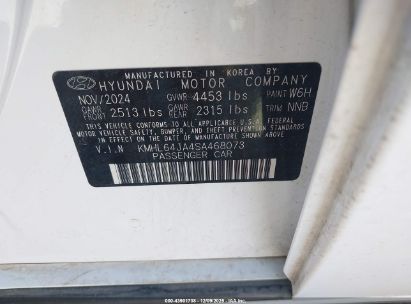 MANUFACTURED IN KOREA BY
HYUNDAI MOTOR COMPANY
NOV/2024 GVWR 4453 lbs PAINT W6H
GAWR FRONT 2513 lbs GAWR REAR 2315 lbs TRIM NNB
THIS VEHICLE CONFORMS TO ALL APPLICABLE U.S.A. FEDERAL
MOTOR VEHICLE SAFETY, BUMPER, AND THEFT PREVENTION
STANDARDS IN EFFECT ON THE DATE OF MANUFACTURE SHOWN ABOVE.
V.I.N KMHL64JA4SA468073
PASSENGER CAR